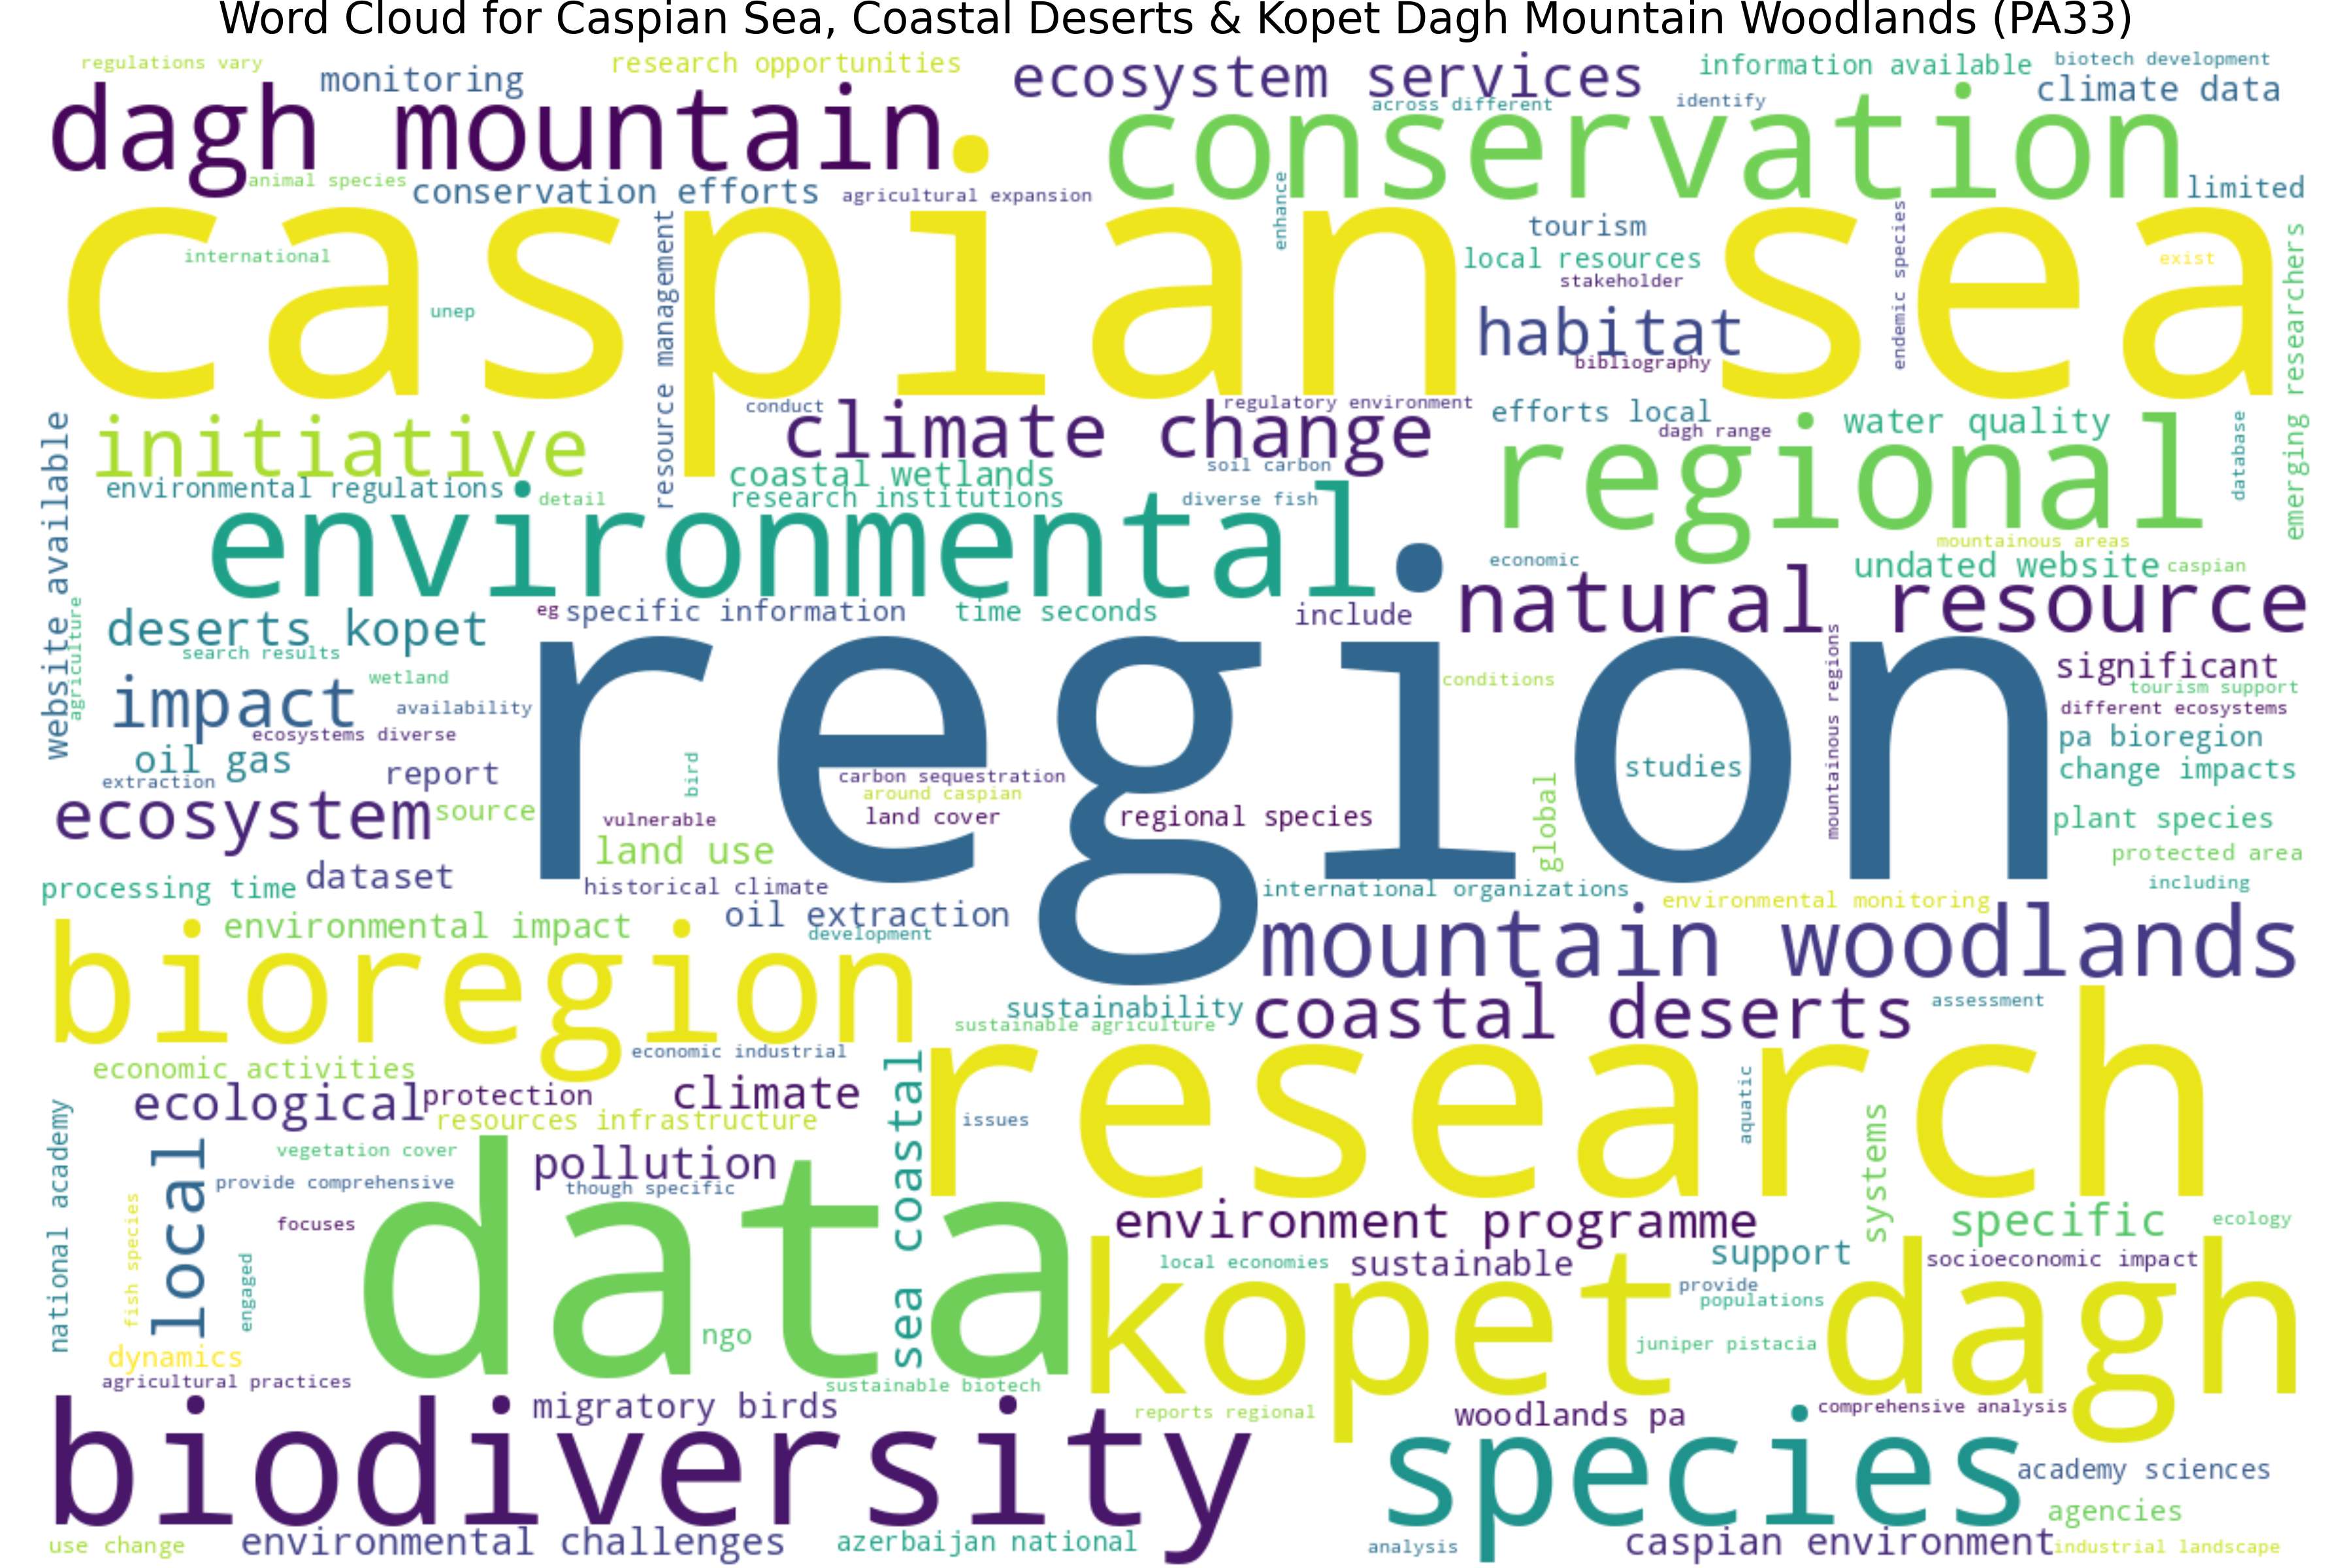 Word Cloud for Caspian Sea, Coastal Deserts & Kopet Dagh Mountain Woodlands (PA33)
regulations vary
monitoring
research opportunities
ecosystem services
information available
biotech development
climate data
across different
identify
dagh mountain
conservation
animal species
conservation efforts
agricultural expansion
enhance
limited
caspian sea
tourism
local resources
stakeholder
endemic species
exist
emerging researchers
international
unep
resource management
habitat
bibliography
website available
initiative
conduct
climate change
regulatory environment
efforts local
dagh range
water quality
regional
database
coastal wetlands
soil carbon
environmental regulations
detail
research institutions
diverse fish
environmental
economic
mountainous areas
undated website
caspian
natural resource
agriculture
deserts kopet
eg
specific information
time seconds
include
search results
region
mountainous regions
significant
impact
wetland
availability
conditions
tourism support
different ecosystems
ecosystems diverse
pa bioregion
oil gas
report
bird
carbon sequestration
studies
change impacts
extraction
around caspian
global
ecosystem
source
vulnerable
land cover
regional species
plant species
land use
protected area
processing time
dataset
historical climate
international organizations
including
environmental monitoring
bioregion
environmental impact
oil extraction
development
mountain woodlands
sustainability
coastal deserts
assessment
sustainable agriculture
economic industrial
research
economic activities
ecological
protection
climate
sea coastal
resources infrastructure
issues
aquatic
systems
national academy
local
vegetation cover
pollution
provide comprehensive
though specific
fish species
focuses
engaged
data
environment programme
specific
ecology
local economies
sustainable
support
socioeconomic impact
provide
populations
kopet dagh
ngo
juniper pistacia
dynamics
agricultural practices
sustainable biotech
biodiversity
migratory birds
reports regional
woodlands pa
comprehensive analysis
species
academy sciences
agencies
use change
environmental challenges
azerbaijan national
analysis
caspian environment
industrial landscape